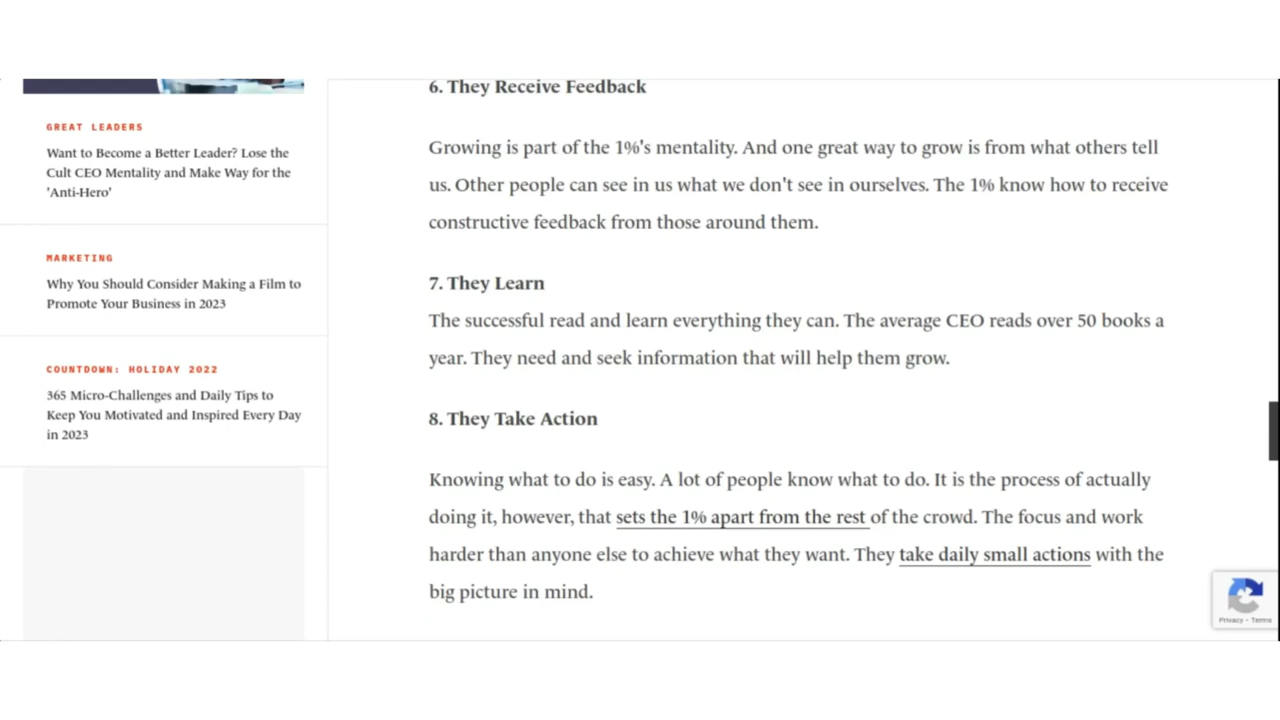 GREAT LEADERS
Want to Become a Better Leader? Lose the
Cult CEO Mentality and Make Way for the
'Anti-Hero'
MARKETING
Why You Should Consider Making a Film to
Promote Your Business in 2023
COUNTDOWN: HOLIDAY 2022
365 Micro-Challenges and Daily Tips to
Keep You Motivated and Inspired Every Day
in 2023
6. They Receive Feedback
Growing is part of the 1%'s mentality. And one great way to grow is from what others tell
us. Other people can see in us what we don't see in ourselves. The 1% know how to receive
constructive feedback from those around them.
7. They Learn
The successful read and learn everything they can. The average CEO reads over 50 books a
year. They need and seek information that will help them grow.
8. They Take Action
Knowing what to do is easy. A lot of people know what to do. It is the process of actually
doing it, however, that sets the 1% apart from the rest of the crowd. The focus and work
harder than anyone else to achieve what they want. They take daily small actions with the
big picture in mind.
Privacy - Terms